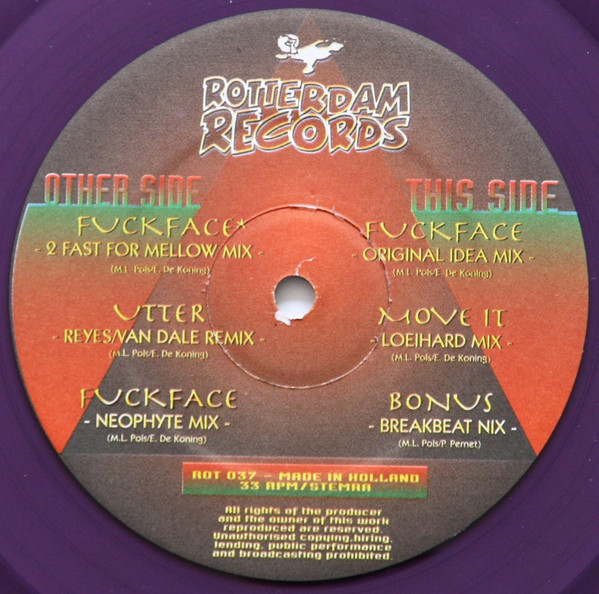 ROTTERDAM
RECORDS
OTHER SIDE
FUCKFACE*
- 2 FAST FOR MELLOW MIX -
(M.L. Pols/E. De Koning)
UTTER
- REYES/VAN DALE REMIX -
(M.L. Pols/E. De Koning)
FUCKFACE
- NEOPHYTE MIX -
(M.L. Pols/E. De Koning)
THIS SIDE
FUCKFACE
- ORIGINAL IDEA MIX -
(M.L. Pols/E. De Koning)
MOVE IT
- LOEIHARD MIX -
(M.L. Pols/E. De Koning)
BONUS
- BREAKBEAT NIX -
(M.L. Pols/P. Pernet)
ROT 037 - MADE IN HOLLAND
33 RPM/STEMRA
All rights of the producer
and the owner of this work
reproduced are reserved.
Unauthorised copying,hiring,
lending, public performance
and broadcasting prohibited.